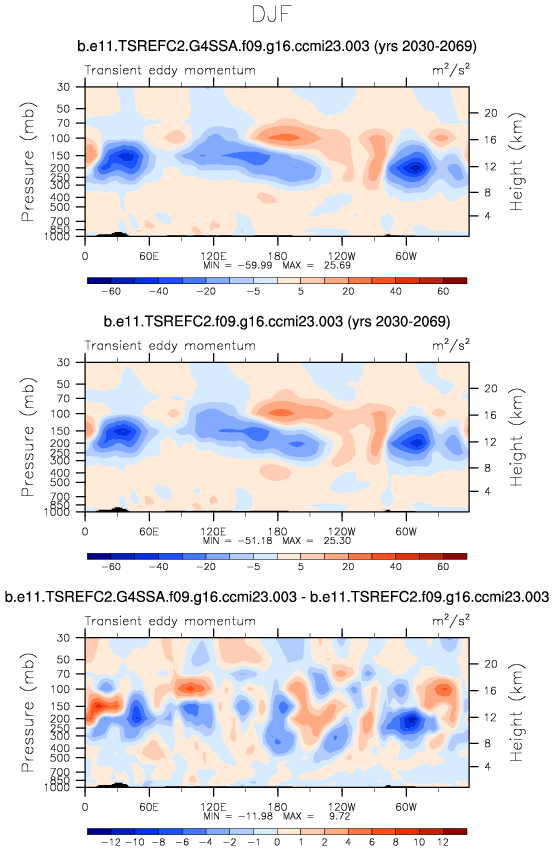 DJF
b.e11.TSREFC2.G4SSA.f09.g16.ccmi23.003 (yrs 2030-2069)
Transient eddy momentum m²/s²
Pressure (mb)
30
50
70
100
150
200
250
300
400
500
700
850
1000
Height (km)
20
16
12
8
4
0 60E 120E 180 120W 60W
MIN = -59.99 MAX = 25.69
-60 -40 -20 -5 5 20 40 60
b.e11.TSREFC2.f09.g16.ccmi23.003 (yrs 2030-2069)
Transient eddy momentum m²/s²
Pressure (mb)
30
50
70
100
150
200
250
300
400
500
700
850
1000
Height (km)
20
16
12
8
4
0 60E 120E 180 120W 60W
MIN = -51.18 MAX = 25.30
-60 -40 -20 -5 5 20 40 60
b.e11.TSREFC2.G4SSA.f09.g16.ccmi23.003 - b.e11.TSREFC2.f09.g16.ccmi23.003
Transient eddy momentum m²/s²
Pressure (mb)
30
50
70
100
150
200
250
300
400
500
700
850
1000
Height (km)
20
16
12
8
4
0 60E 120E 180 120W 60W
MIN = -11.98 MAX = 9.72
-12 -10 -8 -6 -4 -2 0 1 2 4 6 8 10 12